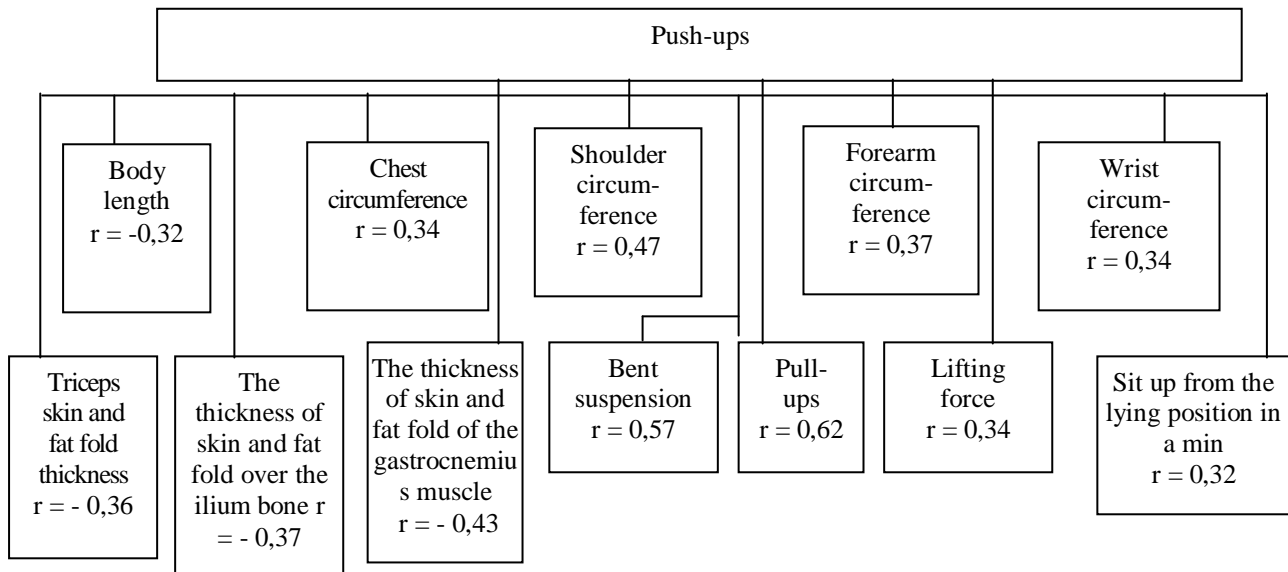 Push-ups
Body
length
r = -0,32
Chest
circumference
r = 0,34
Shoulder
circum-
ference
r = 0,47
Forearm
circum-
ference
r = 0,37
Wrist
circum-
ference
r = 0,34
Triceps
skin and
fat fold
thickness
r = - 0,36
The
thickness of
skin and fat
fold over the
ilium bone r
= - 0,37
The thickness
of skin and
fat fold of the
gastrocnemiu
s muscle
r = - 0,43
Bent
suspension
r = 0,57
Pull-
ups
r = 0,62
Lifting
force
r = 0,34
Sit up from the
lying position in
a min
r = 0,32